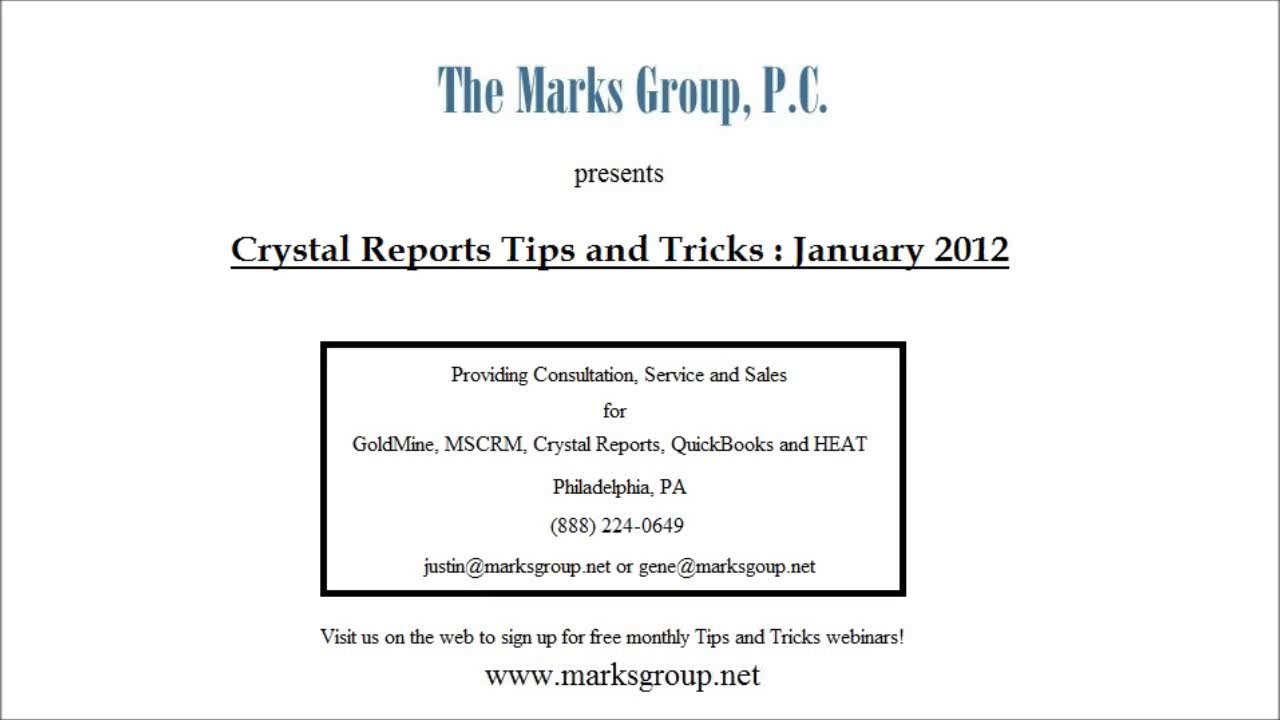 The Marks Group, P.C.
presents
Crystal Reports Tips and Tricks : January 2012
Providing Consultation, Service and Sales
for
GoldMine, MSCRM, Crystal Reports, QuickBooks and HEAT
Philadelphia, PA
(888) 224-0649
justin@marksgroup.net or gene@marksgoup.net
Visit us on the web to sign up for free monthly Tips and Tricks webinars!
www.marksgroup.net